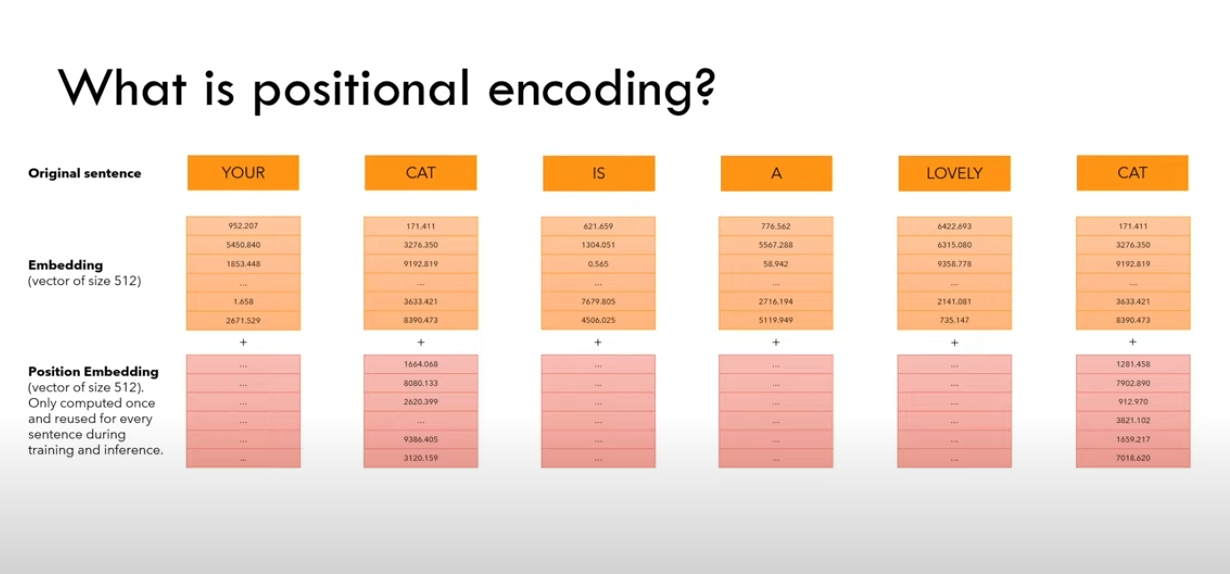 What is positional encoding?
Original sentence YOUR CAT IS A LOVELY CAT
952.207 171.411 621.659 776.562 6422.693 171.411
5450.840 3276.350 1304.051 5567.288 6315.080 3276.350
Embedding 1853.448 9192.819 0.565 58.942 9358.778 9192.819
(vector of size 512) ... ... ... ... ... ...
1.658 3633.421 7679.805 2716.194 2141.081 3633.421
2671.529 8390.473 4506.025 5119.949 735.147 8390.473
+ + + + + +
Position Embedding ... 1664.068 ... ... ... 1281.458
(vector of size 512). ... 8080.133 ... ... ... 7902.890
Only computed once ... 2620.399 ... ... ... 912.970
and reused for every ... ... ... ... ... 3821.102
sentence during ... 9386.405 ... ... ... 1659.217
training and inference. ... 3120.159 ... ... ... 7018.620